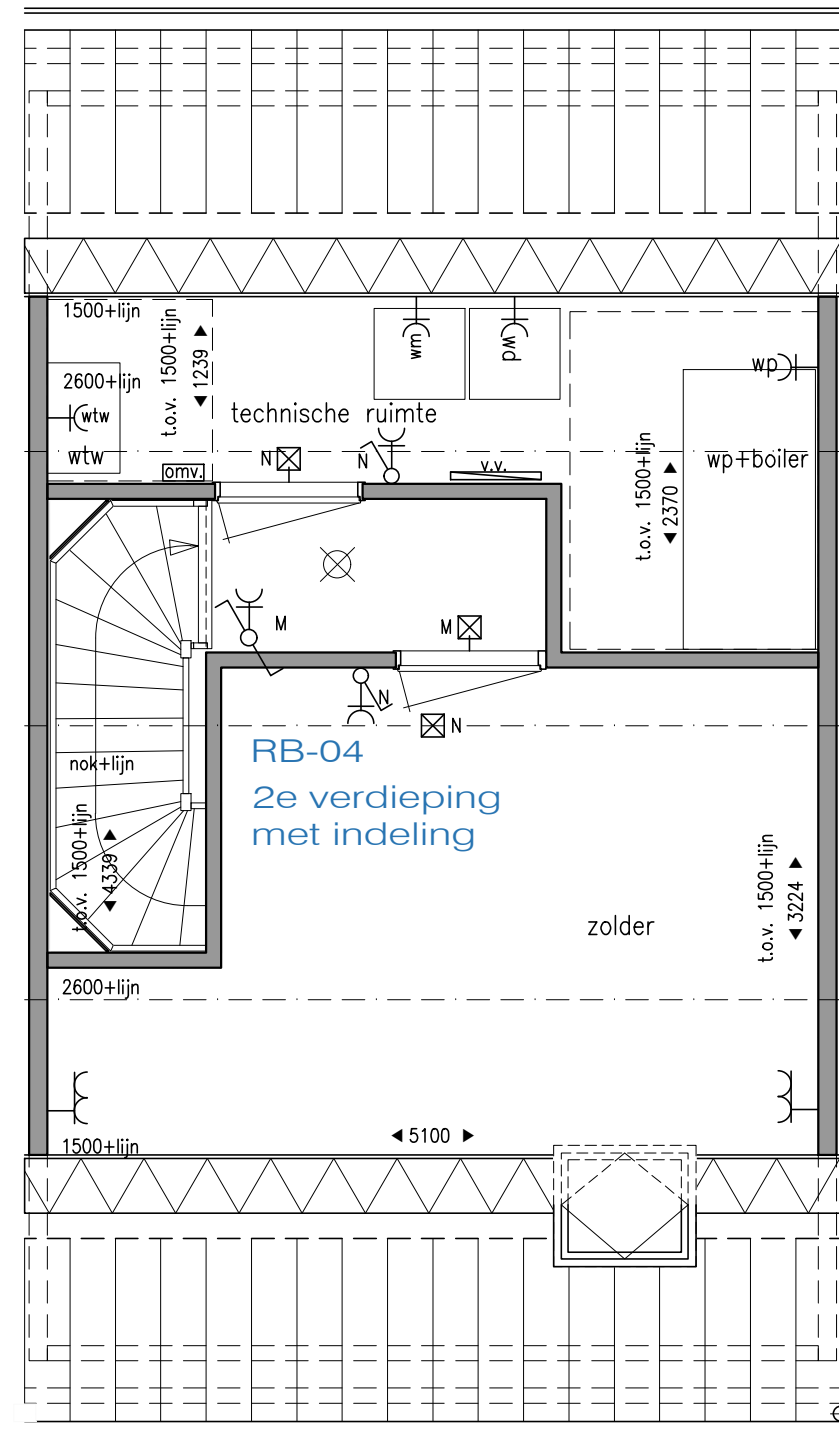 1500+lijn
t.o.v. 1500+lijn
1239
2600+lijn
wtw
wtw
omv.
technische ruimte
wm
wd
wp
wp+boiler
t.o.v. 1500+lijn
2370
N
N
v.v.
M
M
N
N
RB-04
2e verdieping
met indeling
nok+lijn
t.o.v. 1500+lijn
4339
zolder
t.o.v. 1500+lijn
3224
2600+lijn
5100
1500+lijn